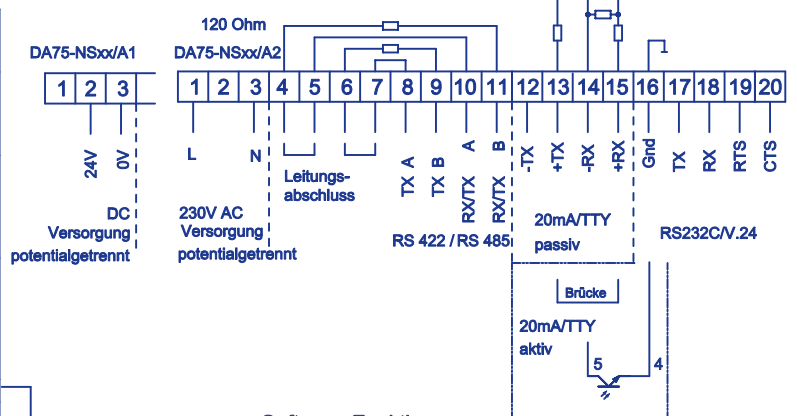 120 Ohm
DA75-NSxx/A1
DA75-NSxx/A2
1 2 3
1 2 3 4 5 6 7 8 9 10 11 12 13 14 15 16 17 18 19 20
24V
0V
L
N
TX A
TX B
RX/TX A
RX/TX B
-TX
+TX
-RX
+RX
Gnd
TX
RX
RTS
CTS
Leitungs-
abschluss
DC
Versorgung
potentialgetrennt
230V AC
Versorgung
potentialgetrennt
RS 422 / RS 485
20mA/TTY
passiv
RS232C/V.24
Brücke
20mA/TTY
aktiv
5
4